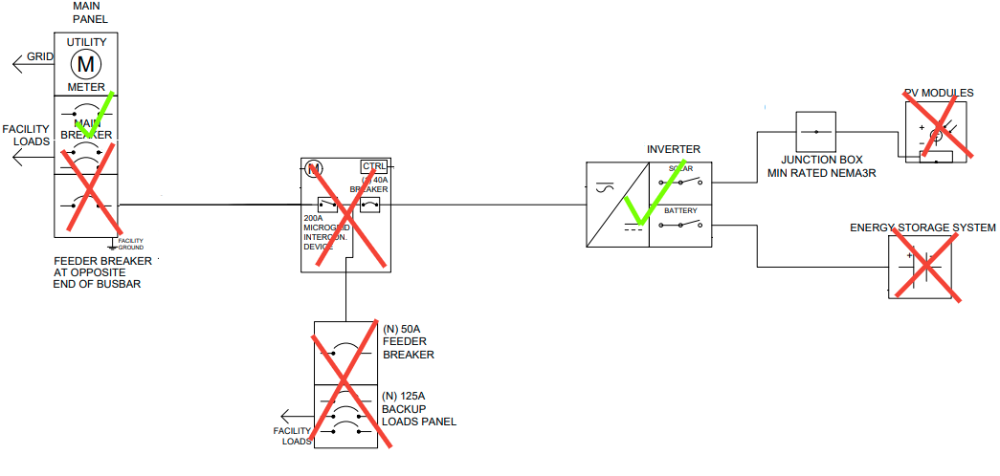 MAIN
PANEL
UTILITY
M
METER
GRID
MAIN
BREAKER
FACILITY
LOADS
FACILITY
GROUND
FEEDER BREAKER
AT OPPOSITE
END OF BUSBAR
M
CTRL
(N) 40A
BREAKER
200A
MICROGRID
INTERCON.
DEVICE
(N) 50A
FEEDER
BREAKER
(N) 125A
BACKUP
LOADS PANEL
FACILITY
LOADS
INVERTER
SOLAR
BATTERY
JUNCTION BOX
MIN RATED NEMA3R
PV MODULES
ENERGY STORAGE SYSTEM